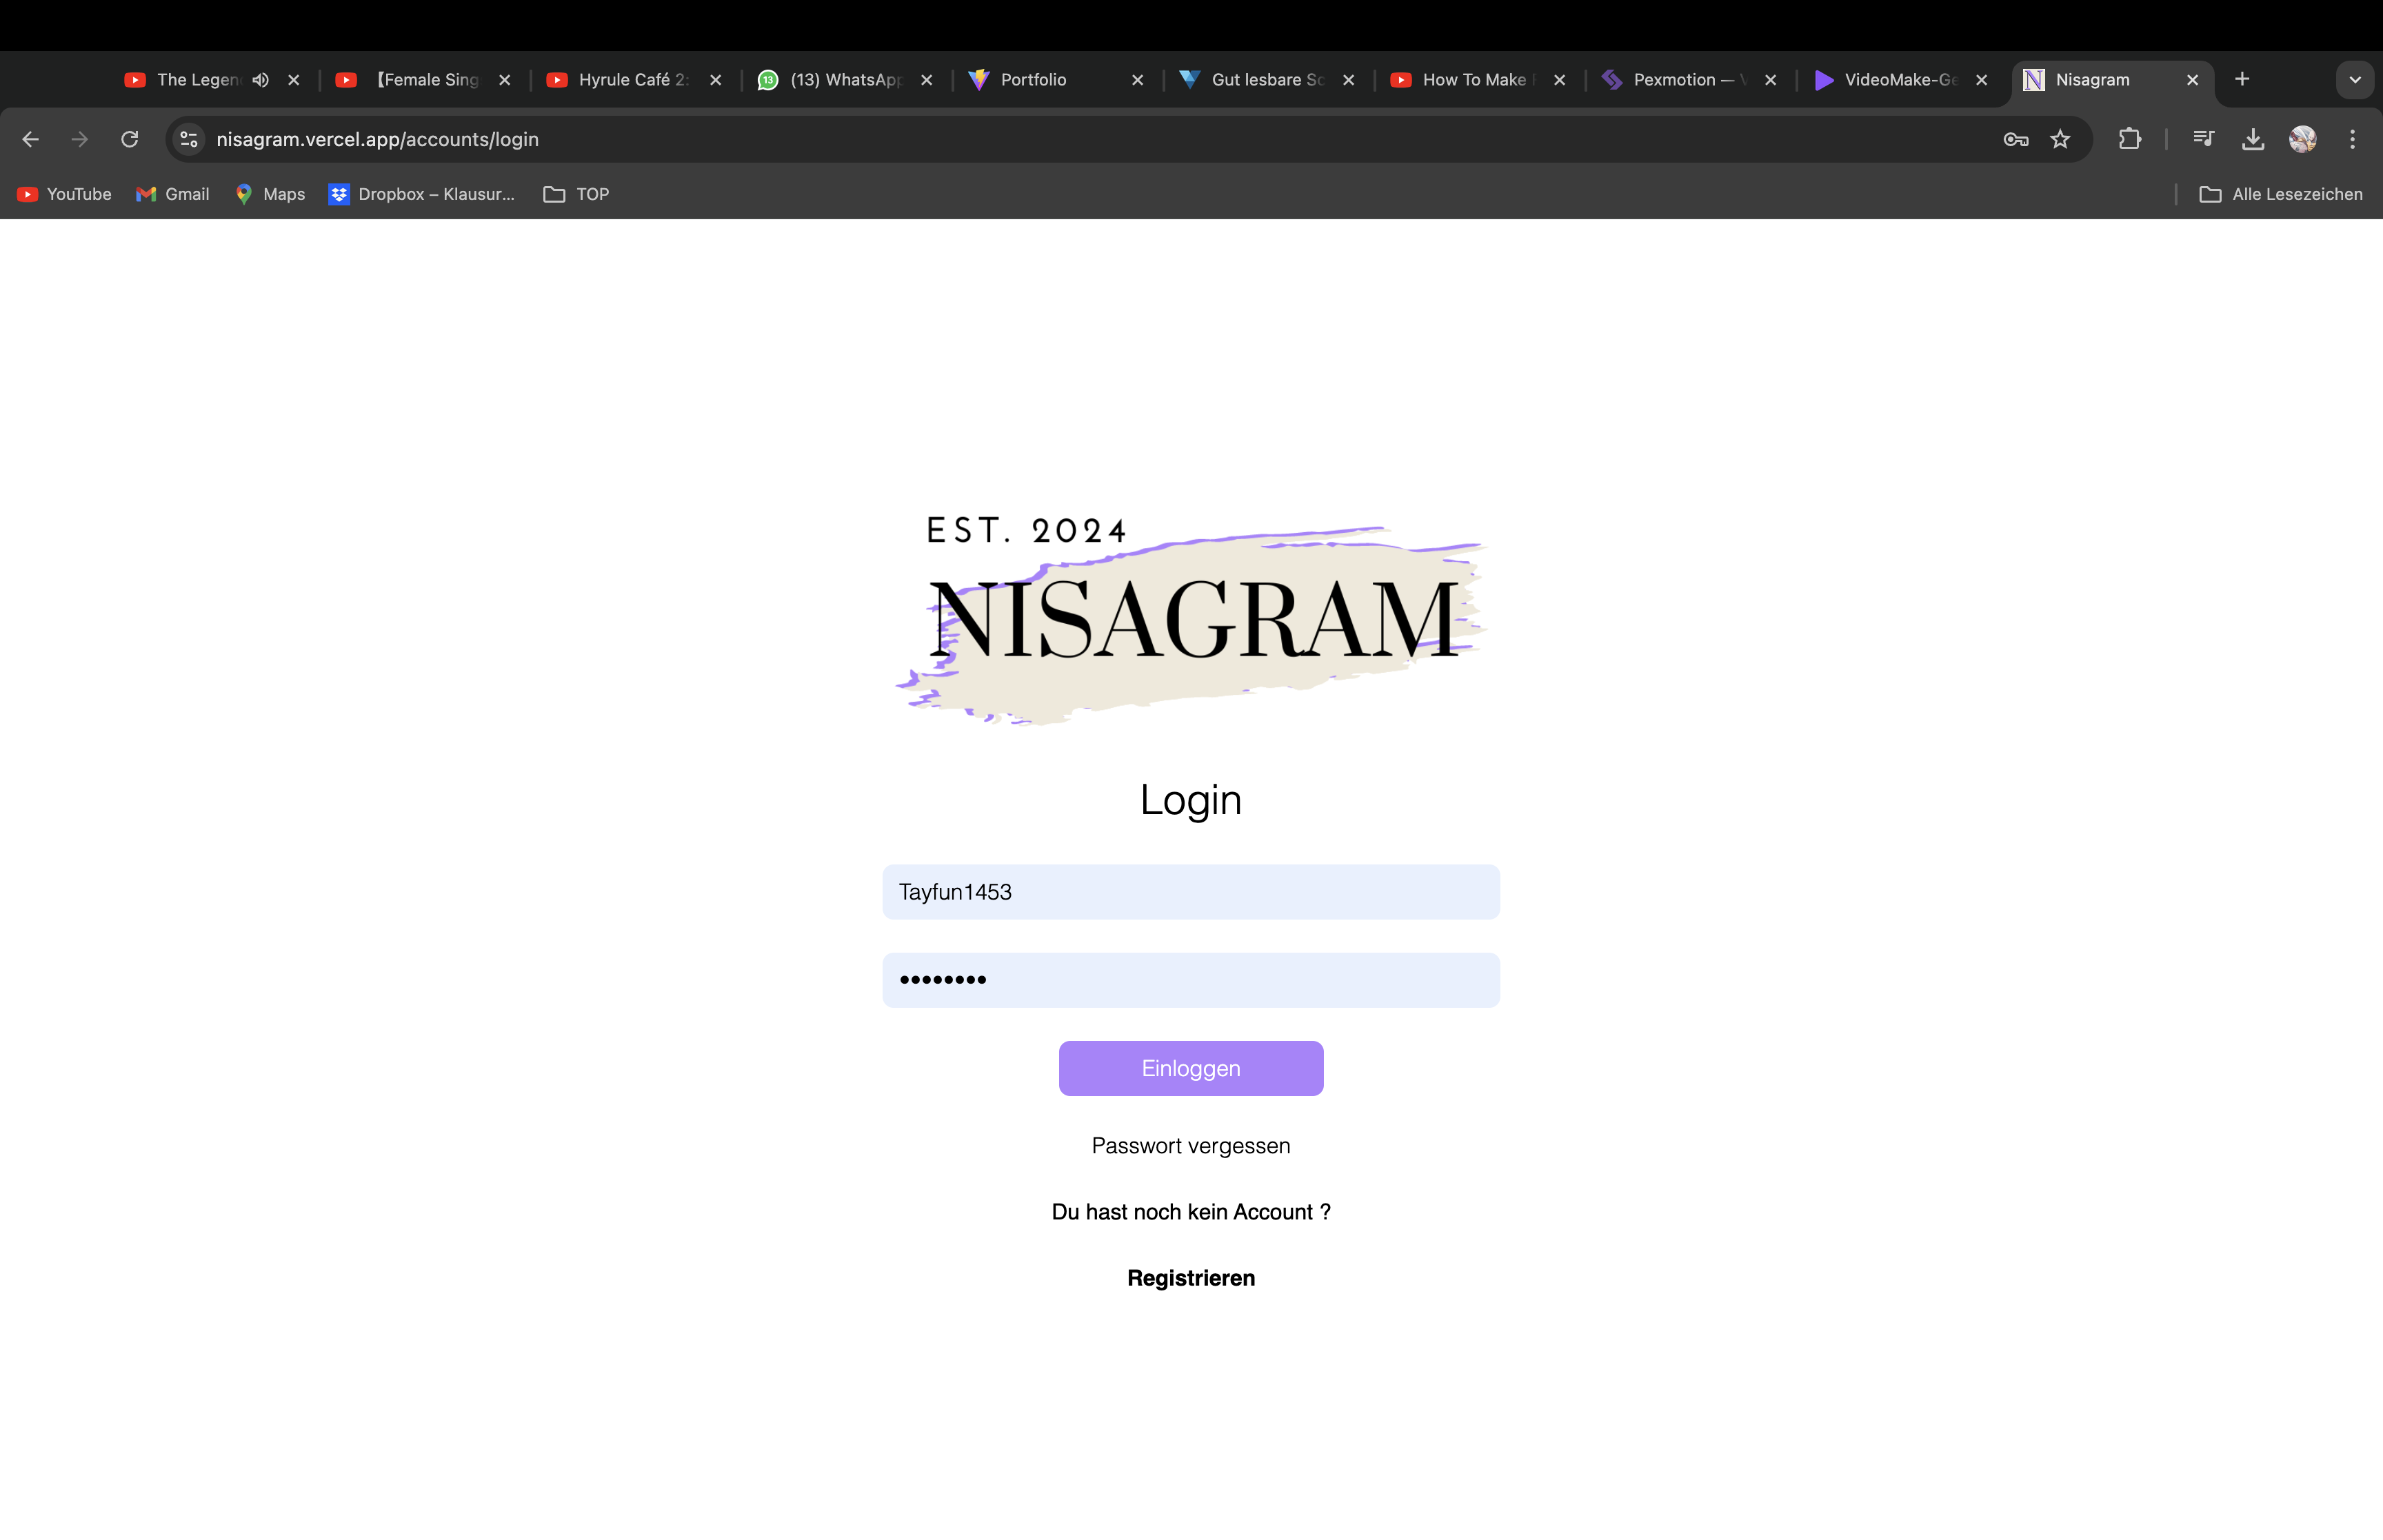 The Legen
【Female Sing
Hyrule Café 2:
13
(13) WhatsApp
Portfolio
Gut lesbare Sc
How To Make
Pexmotion —
VideoMake-Ge
N
Nisagram
nisagram.vercel.app/accounts/login
YouTube
Gmail
Maps
Dropbox – Klausur...
TOP
Alle Lesezeichen
EST. 2024
NISAGRAM
Login
Tayfun1453
Einloggen
Passwort vergessen
Du hast noch kein Account ?
Registrieren